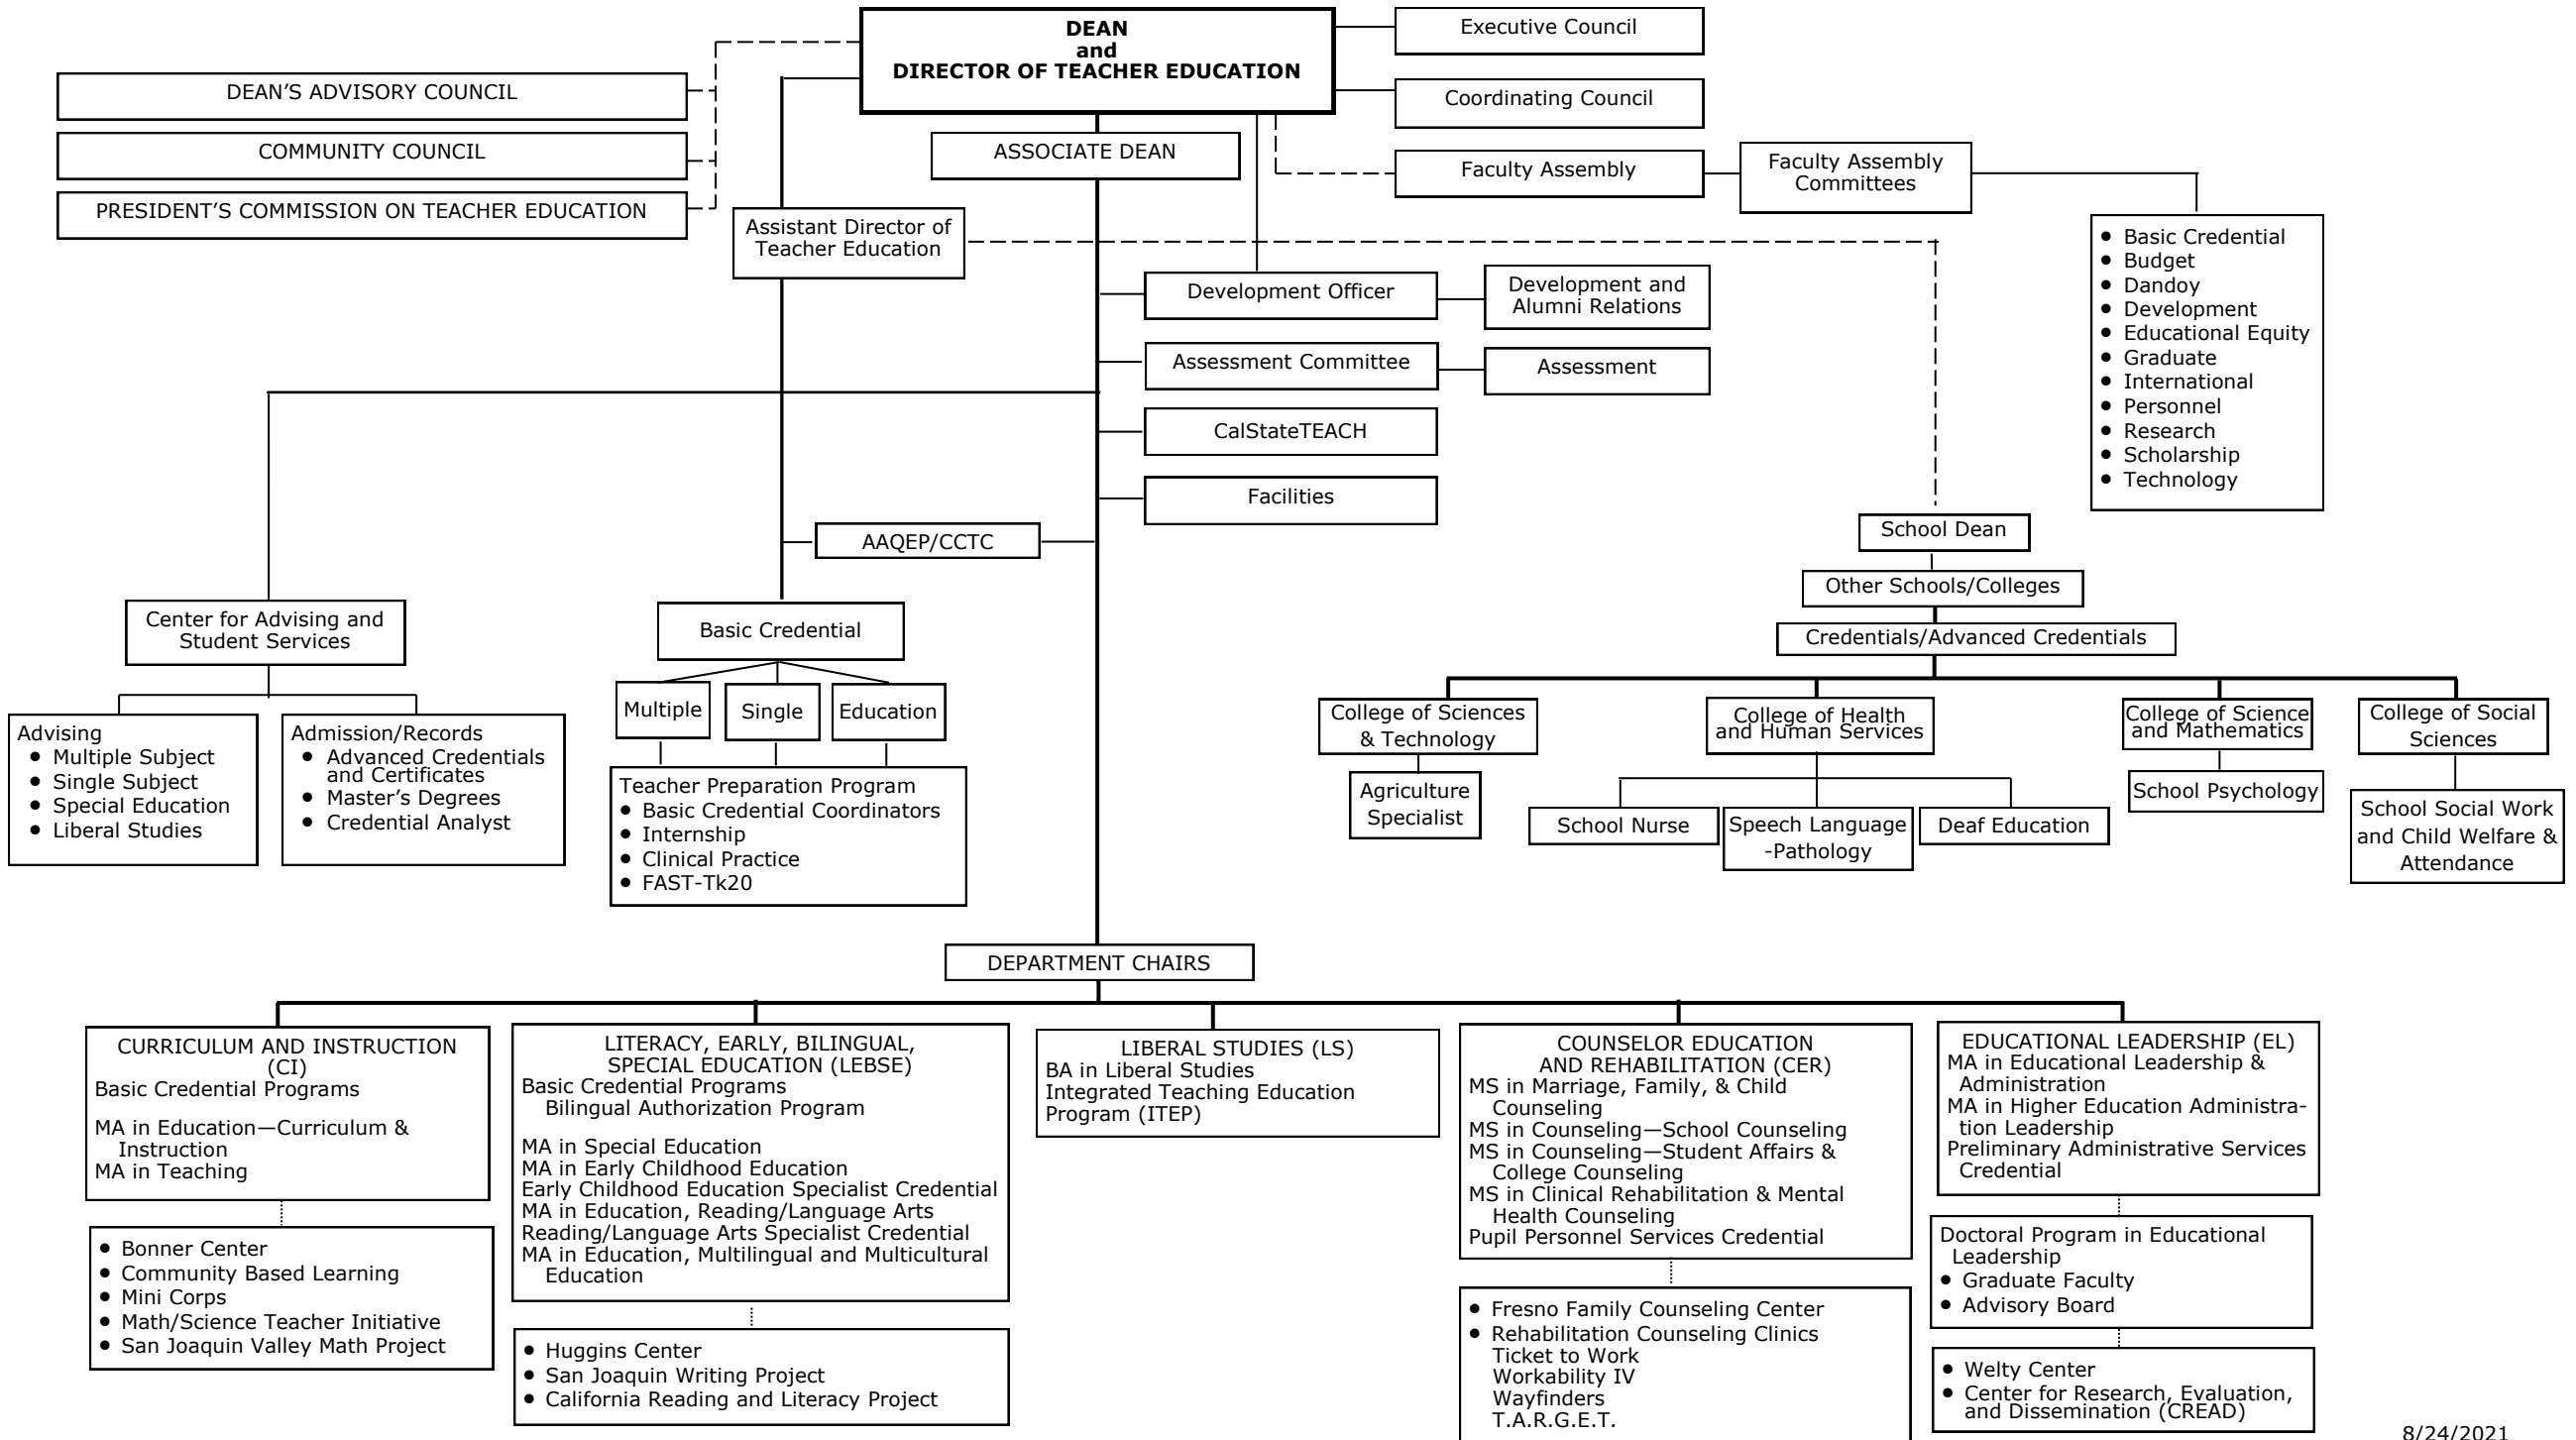 DEAN
and
DIRECTOR OF TEACHER EDUCATION
Executive Council
Coordinating Council
DEAN’S ADVISORY COUNCIL
COMMUNITY COUNCIL
PRESIDENT’S COMMISSION ON TEACHER EDUCATION
ASSOCIATE DEAN
Faculty Assembly
Faculty Assembly
Committees
Assistant Director of
Teacher Education
● Basic Credential
● Budget
● Dandoy
● Development
● Educational Equity
● Graduate
● International
● Personnel
● Research
● Scholarship
● Technology
Development Officer
Development and
Alumni Relations
Assessment Committee
Assessment
CalStateTEACH
Facilities
AAQEP/CCTC
School Dean
Other Schools/Colleges
Credentials/Advanced Credentials
Center for Advising and
Student Services
Basic Credential
Multiple
Single
Education
Advising
● Multiple Subject
● Single Subject
● Special Education
● Liberal Studies
Admission/Records
● Advanced Credentials
and Certificates
● Master’s Degrees
● Credential Analyst
Teacher Preparation Program
● Basic Credential Coordinators
● Internship
● Clinical Practice
● FAST-Tk20
College of Sciences
& Technology
Agriculture
Specialist
College of Health
and Human Services
School Nurse
Speech Language
-Pathology
Deaf Education
College of Science
and Mathematics
School Psychology
College of Social
Sciences
School Social Work
and Child Welfare &
Attendance
DEPARTMENT CHAIRS
CURRICULUM AND INSTRUCTION
(CI)
Basic Credential Programs
MA in Education—Curriculum &
Instruction
MA in Teaching
● Bonner Center
● Community Based Learning
● Mini Corps
● Math/Science Teacher Initiative
● San Joaquin Valley Math Project
LITERACY, EARLY, BILINGUAL,
SPECIAL EDUCATION (LEBSE)
Basic Credential Programs
Bilingual Authorization Program
MA in Special Education
MA in Early Childhood Education
Early Childhood Education Specialist Credential
MA in Education, Reading/Language Arts
Reading/Language Arts Specialist Credential
MA in Education, Multilingual and Multicultural
Education
● Huggins Center
● San Joaquin Writing Project
● California Reading and Literacy Project
LIBERAL STUDIES (LS)
BA in Liberal Studies
Integrated Teaching Education
Program (ITEP)
COUNSELOR EDUCATION
AND REHABILITATION (CER)
MS in Marriage, Family, & Child
Counseling
MS in Counseling—School Counseling
MS in Counseling—Student Affairs &
College Counseling
MS in Clinical Rehabilitation & Mental
Health Counseling
Pupil Personnel Services Credential
● Fresno Family Counseling Center
● Rehabilitation Counseling Clinics
Ticket to Work
Workability IV
Wayfinders
T.A.R.G.E.T.
EDUCATIONAL LEADERSHIP (EL)
MA in Educational Leadership &
Administration
MA in Higher Education Administra-
tion Leadership
Preliminary Administrative Services
Credential
Doctoral Program in Educational
Leadership
● Graduate Faculty
● Advisory Board
● Welty Center
● Center for Research, Evaluation,
and Dissemination (CREAD)
8/24/2021